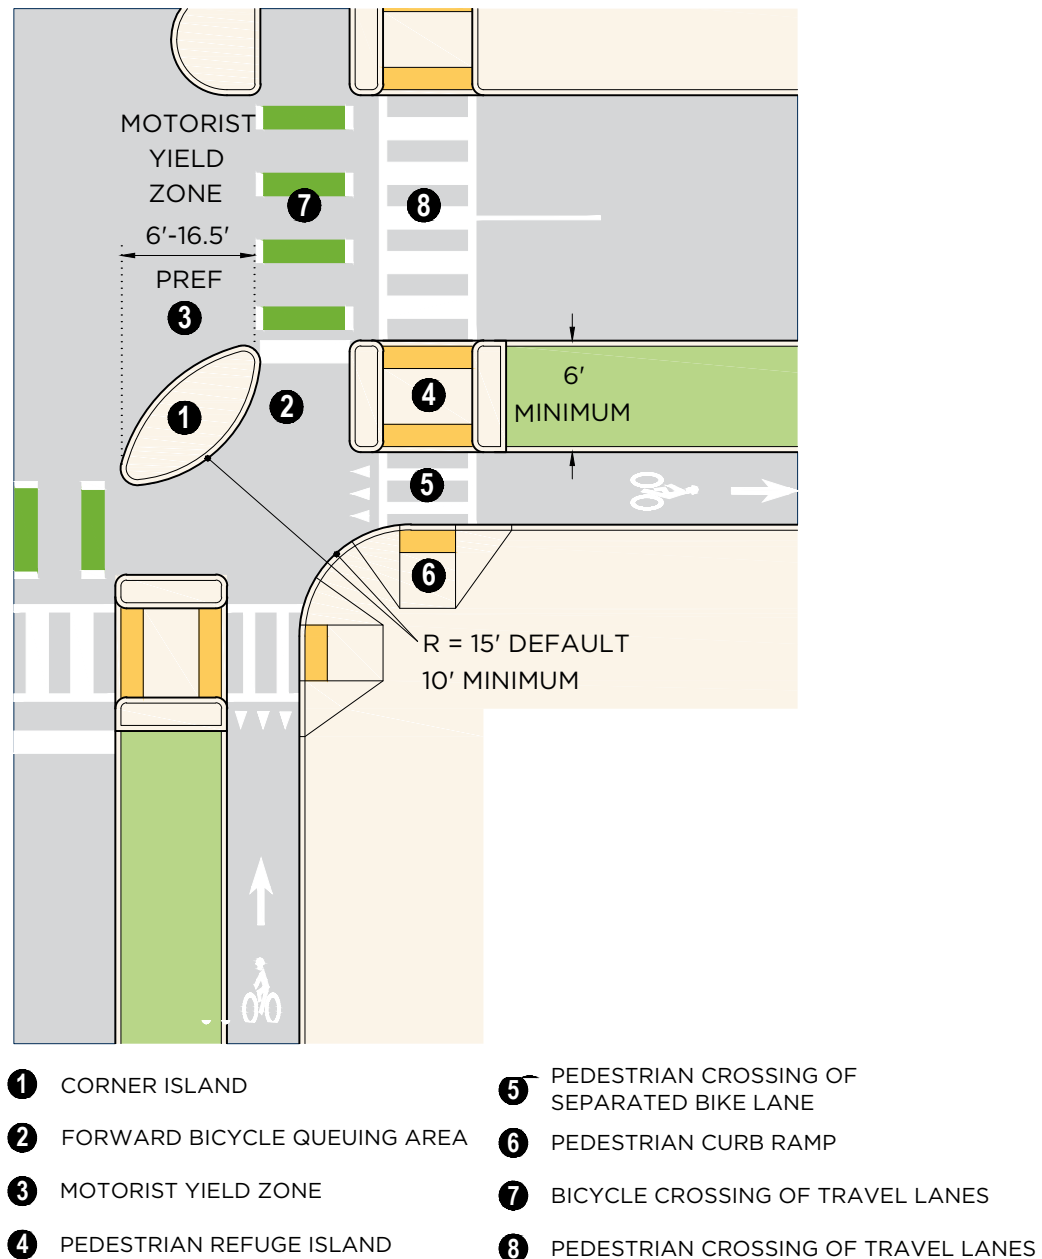 MOTORIST
YIELD
ZONE
6'-16.5'
PREF
7
8
3
1
2
4
6'
MINIMUM
5
6
R = 15' DEFAULT
10' MINIMUM
1 CORNER ISLAND
2 FORWARD BICYCLE QUEUING AREA
3 MOTORIST YIELD ZONE
4 PEDESTRIAN REFUGE ISLAND
5 PEDESTRIAN CROSSING OF
SEPARATED BIKE LANE
6 PEDESTRIAN CURB RAMP
7 BICYCLE CROSSING OF TRAVEL LANES
8 PEDESTRIAN CROSSING OF TRAVEL LANES